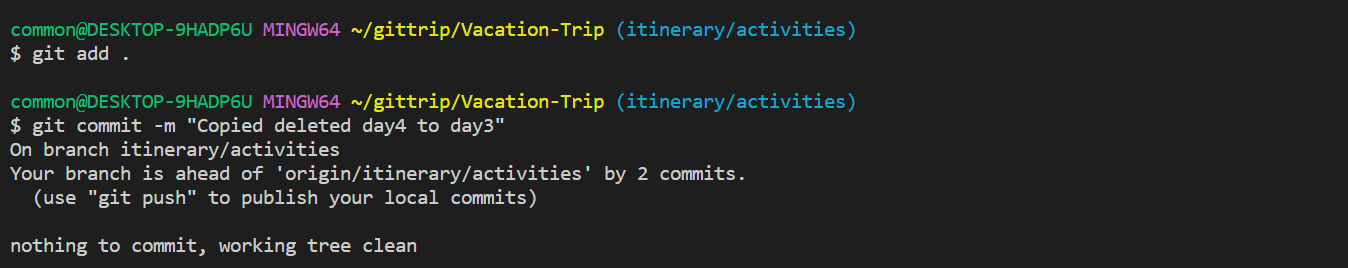 common@DESKTOP-9HADP6U MINGW64 ~/gittrip/Vacation-Trip (itinerary/activities)
$ git add .
common@DESKTOP-9HADP6U MINGW64 ~/gittrip/Vacation-Trip (itinerary/activities)
$ git commit -m "Copied deleted day4 to day3"
On branch itinerary/activities
Your branch is ahead of 'origin/itinerary/activities' by 2 commits.
  (use "git push" to publish your local commits)
nothing to commit, working tree clean